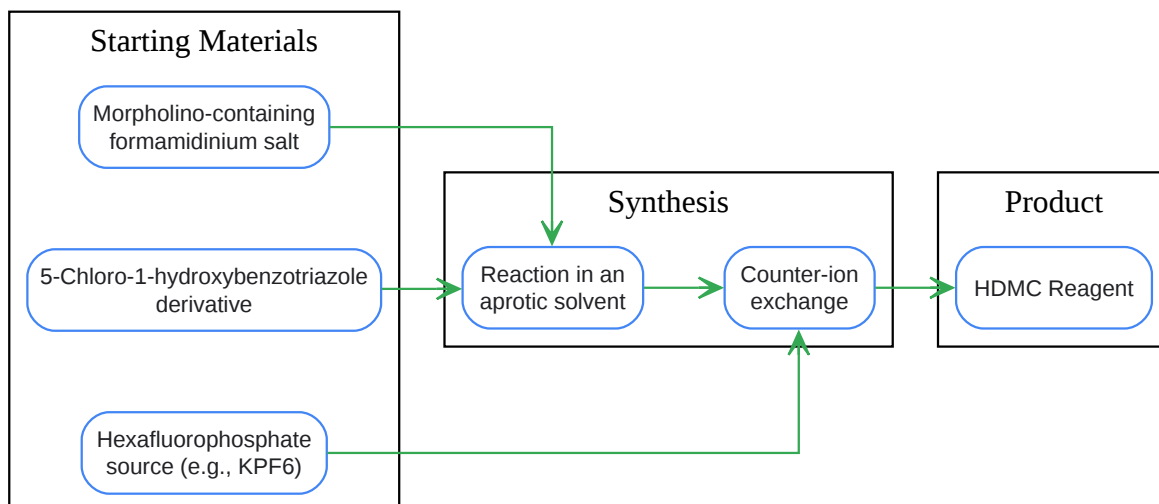 Starting Materials
Morpholino-containing
formamidinium salt
5-Chloro-1-hydroxybenzotriazole
derivative
Hexafluorophosphate
source (e.g., KPF6)
Synthesis
Reaction in an
aprotic solvent
Counter-ion
exchange
Product
HDMC Reagent